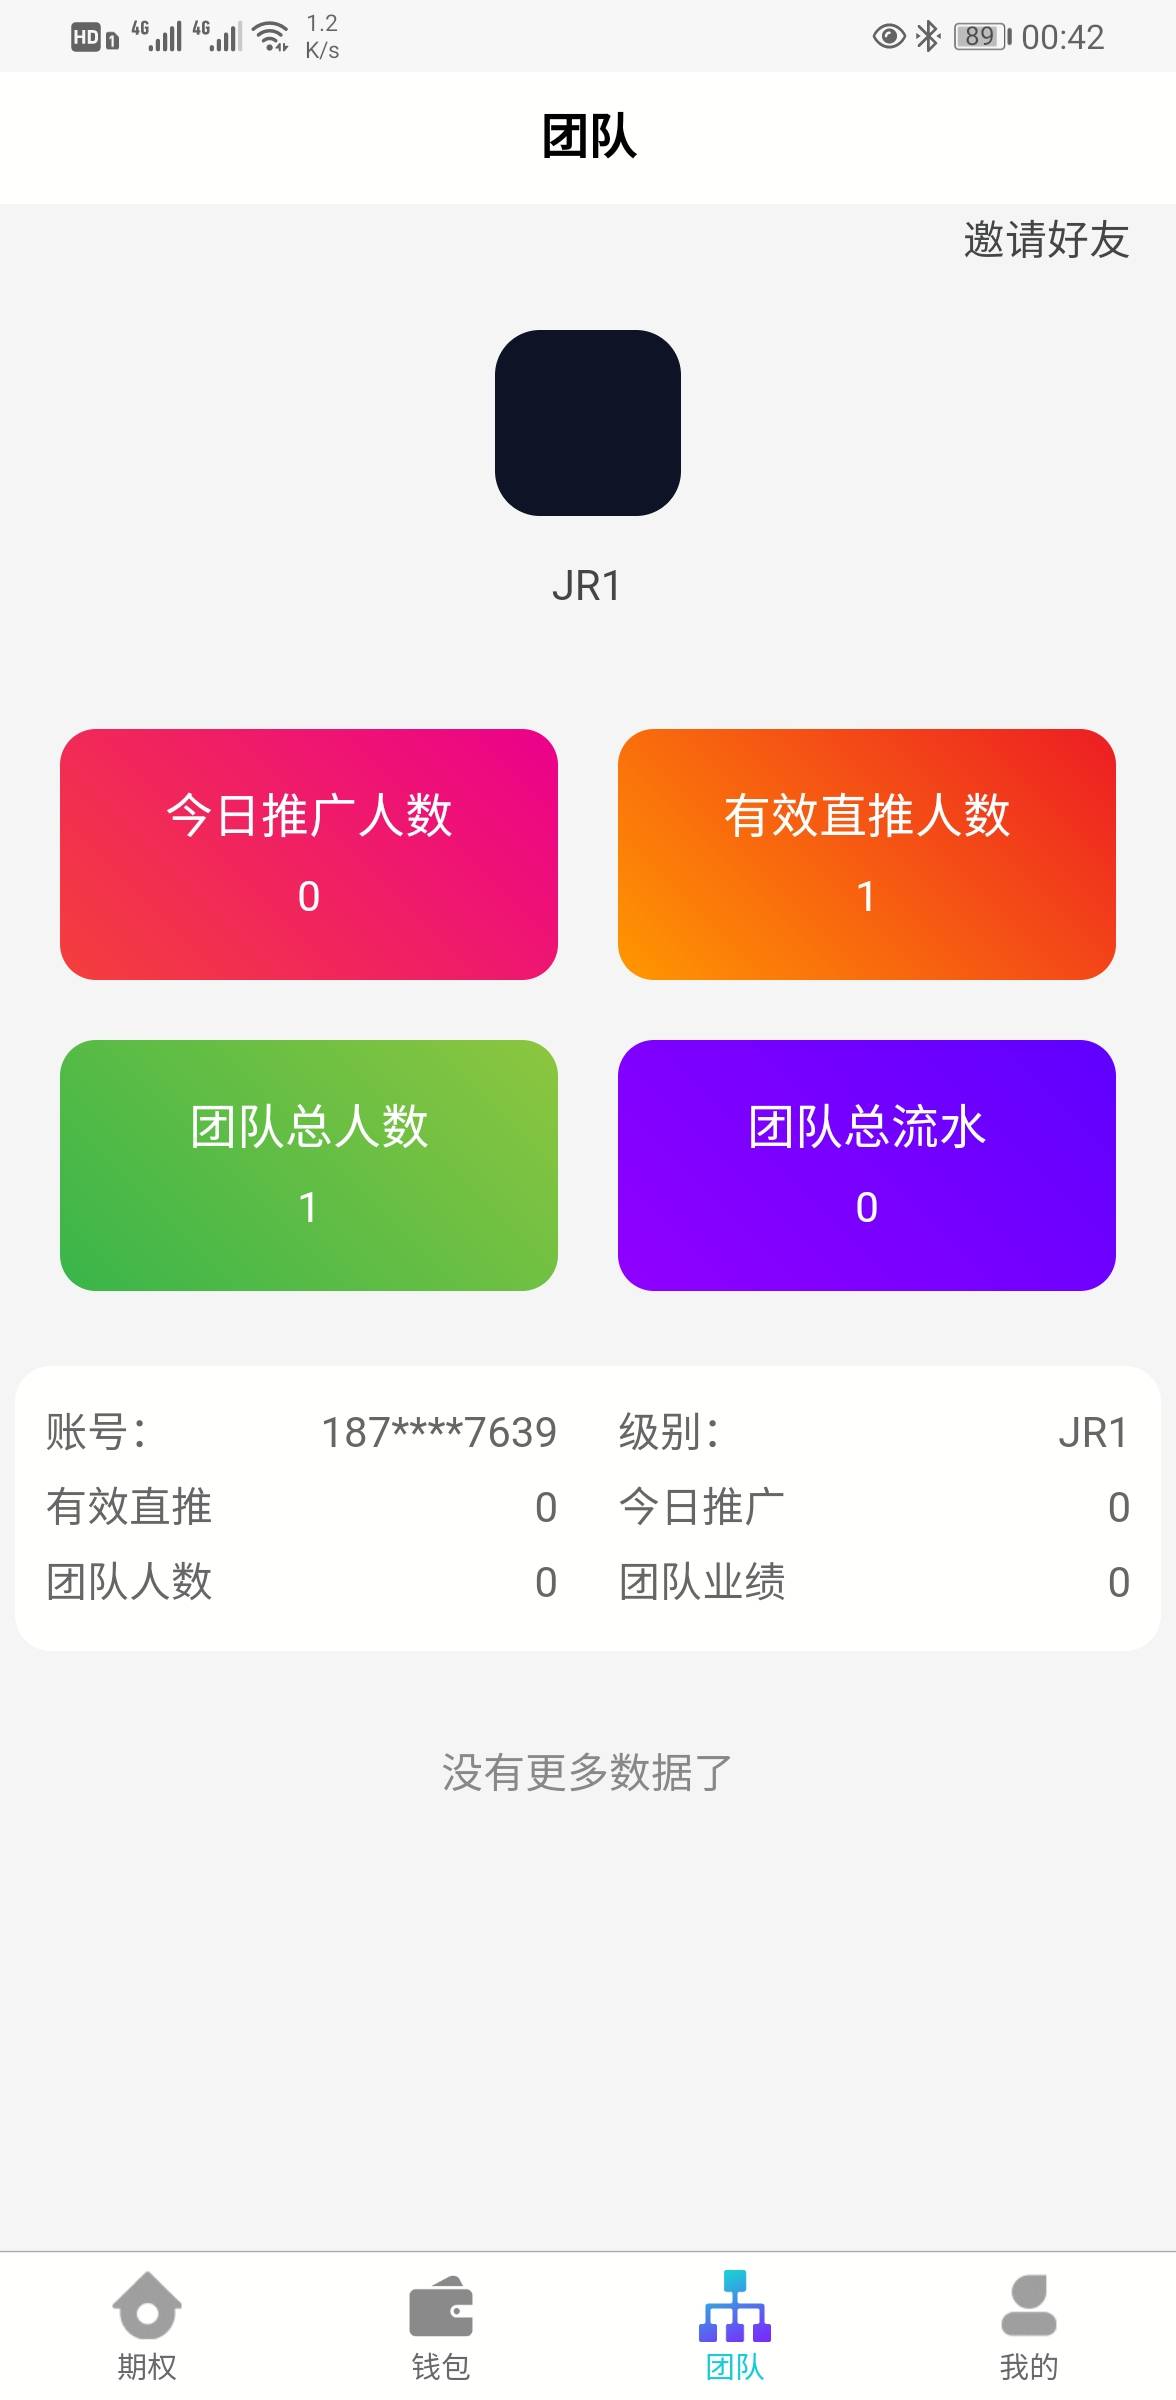 HD 1 4G 4G 1.2 K/s 89 00:42
团队
邀请好友
JR1
今日推广人数
0
有效直推人数
1
团队总人数
1
团队总流水
0
账号： 187****7639 级别： JR1
有效直推 0 今日推广 0
团队人数 0 团队业绩 0
没有更多数据了
期权 钱包 团队 我的